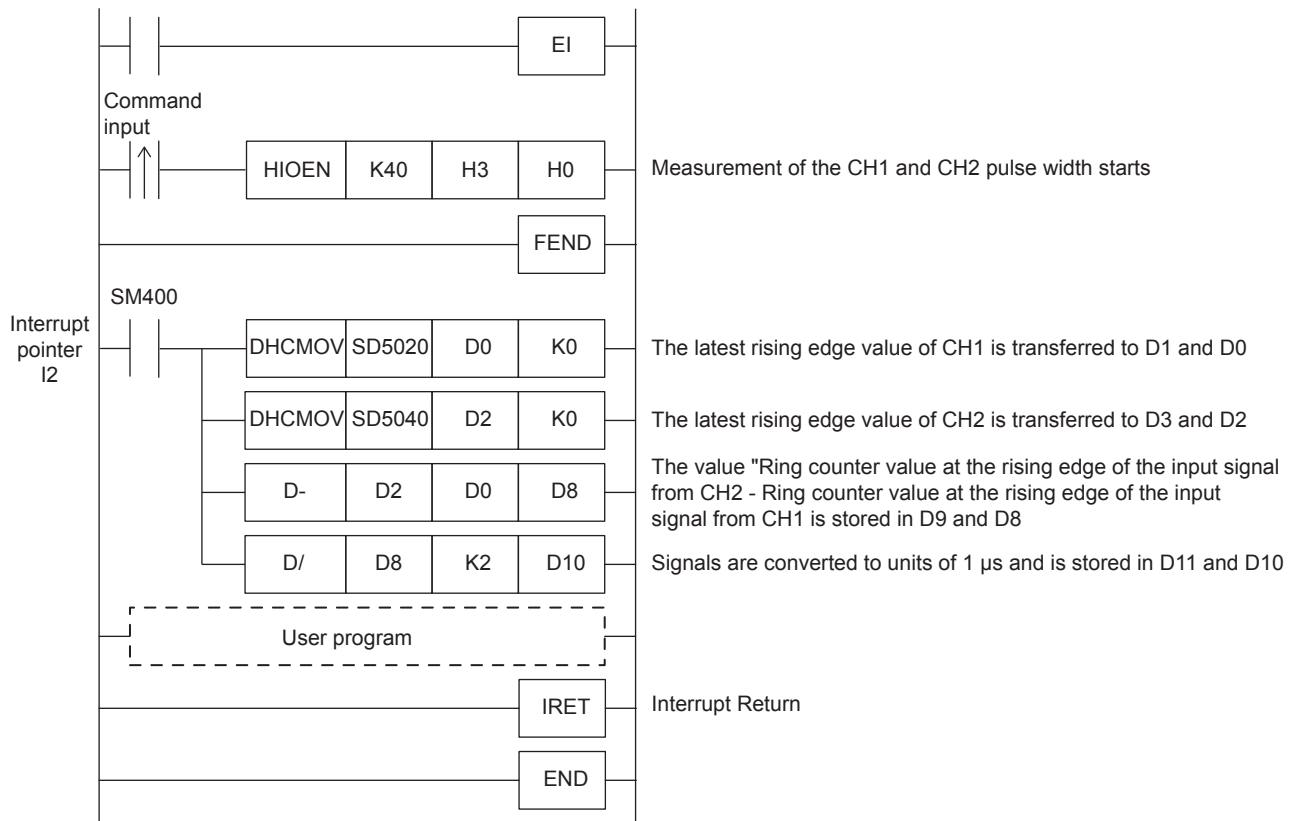 EI
Command
input
HIOEN K40 H3 H0 Measurement of the CH1 and CH2 pulse width starts
FEND
SM400
Interrupt
pointer
I2
DHCMOV SD5020 D0 K0 The latest rising edge value of CH1 is transferred to D1 and D0
DHCMOV SD5040 D2 K0 The latest rising edge value of CH2 is transferred to D3 and D2
D- D2 D0 D8
The value "Ring counter value at the rising edge of the input signal
from CH2 - Ring counter value at the rising edge of the input
signal from CH1 is stored in D9 and D8
D/ D8 K2 D10 Signals are converted to units of 1 µs and is stored in D11 and D10
User program
IRET Interrupt Return
END